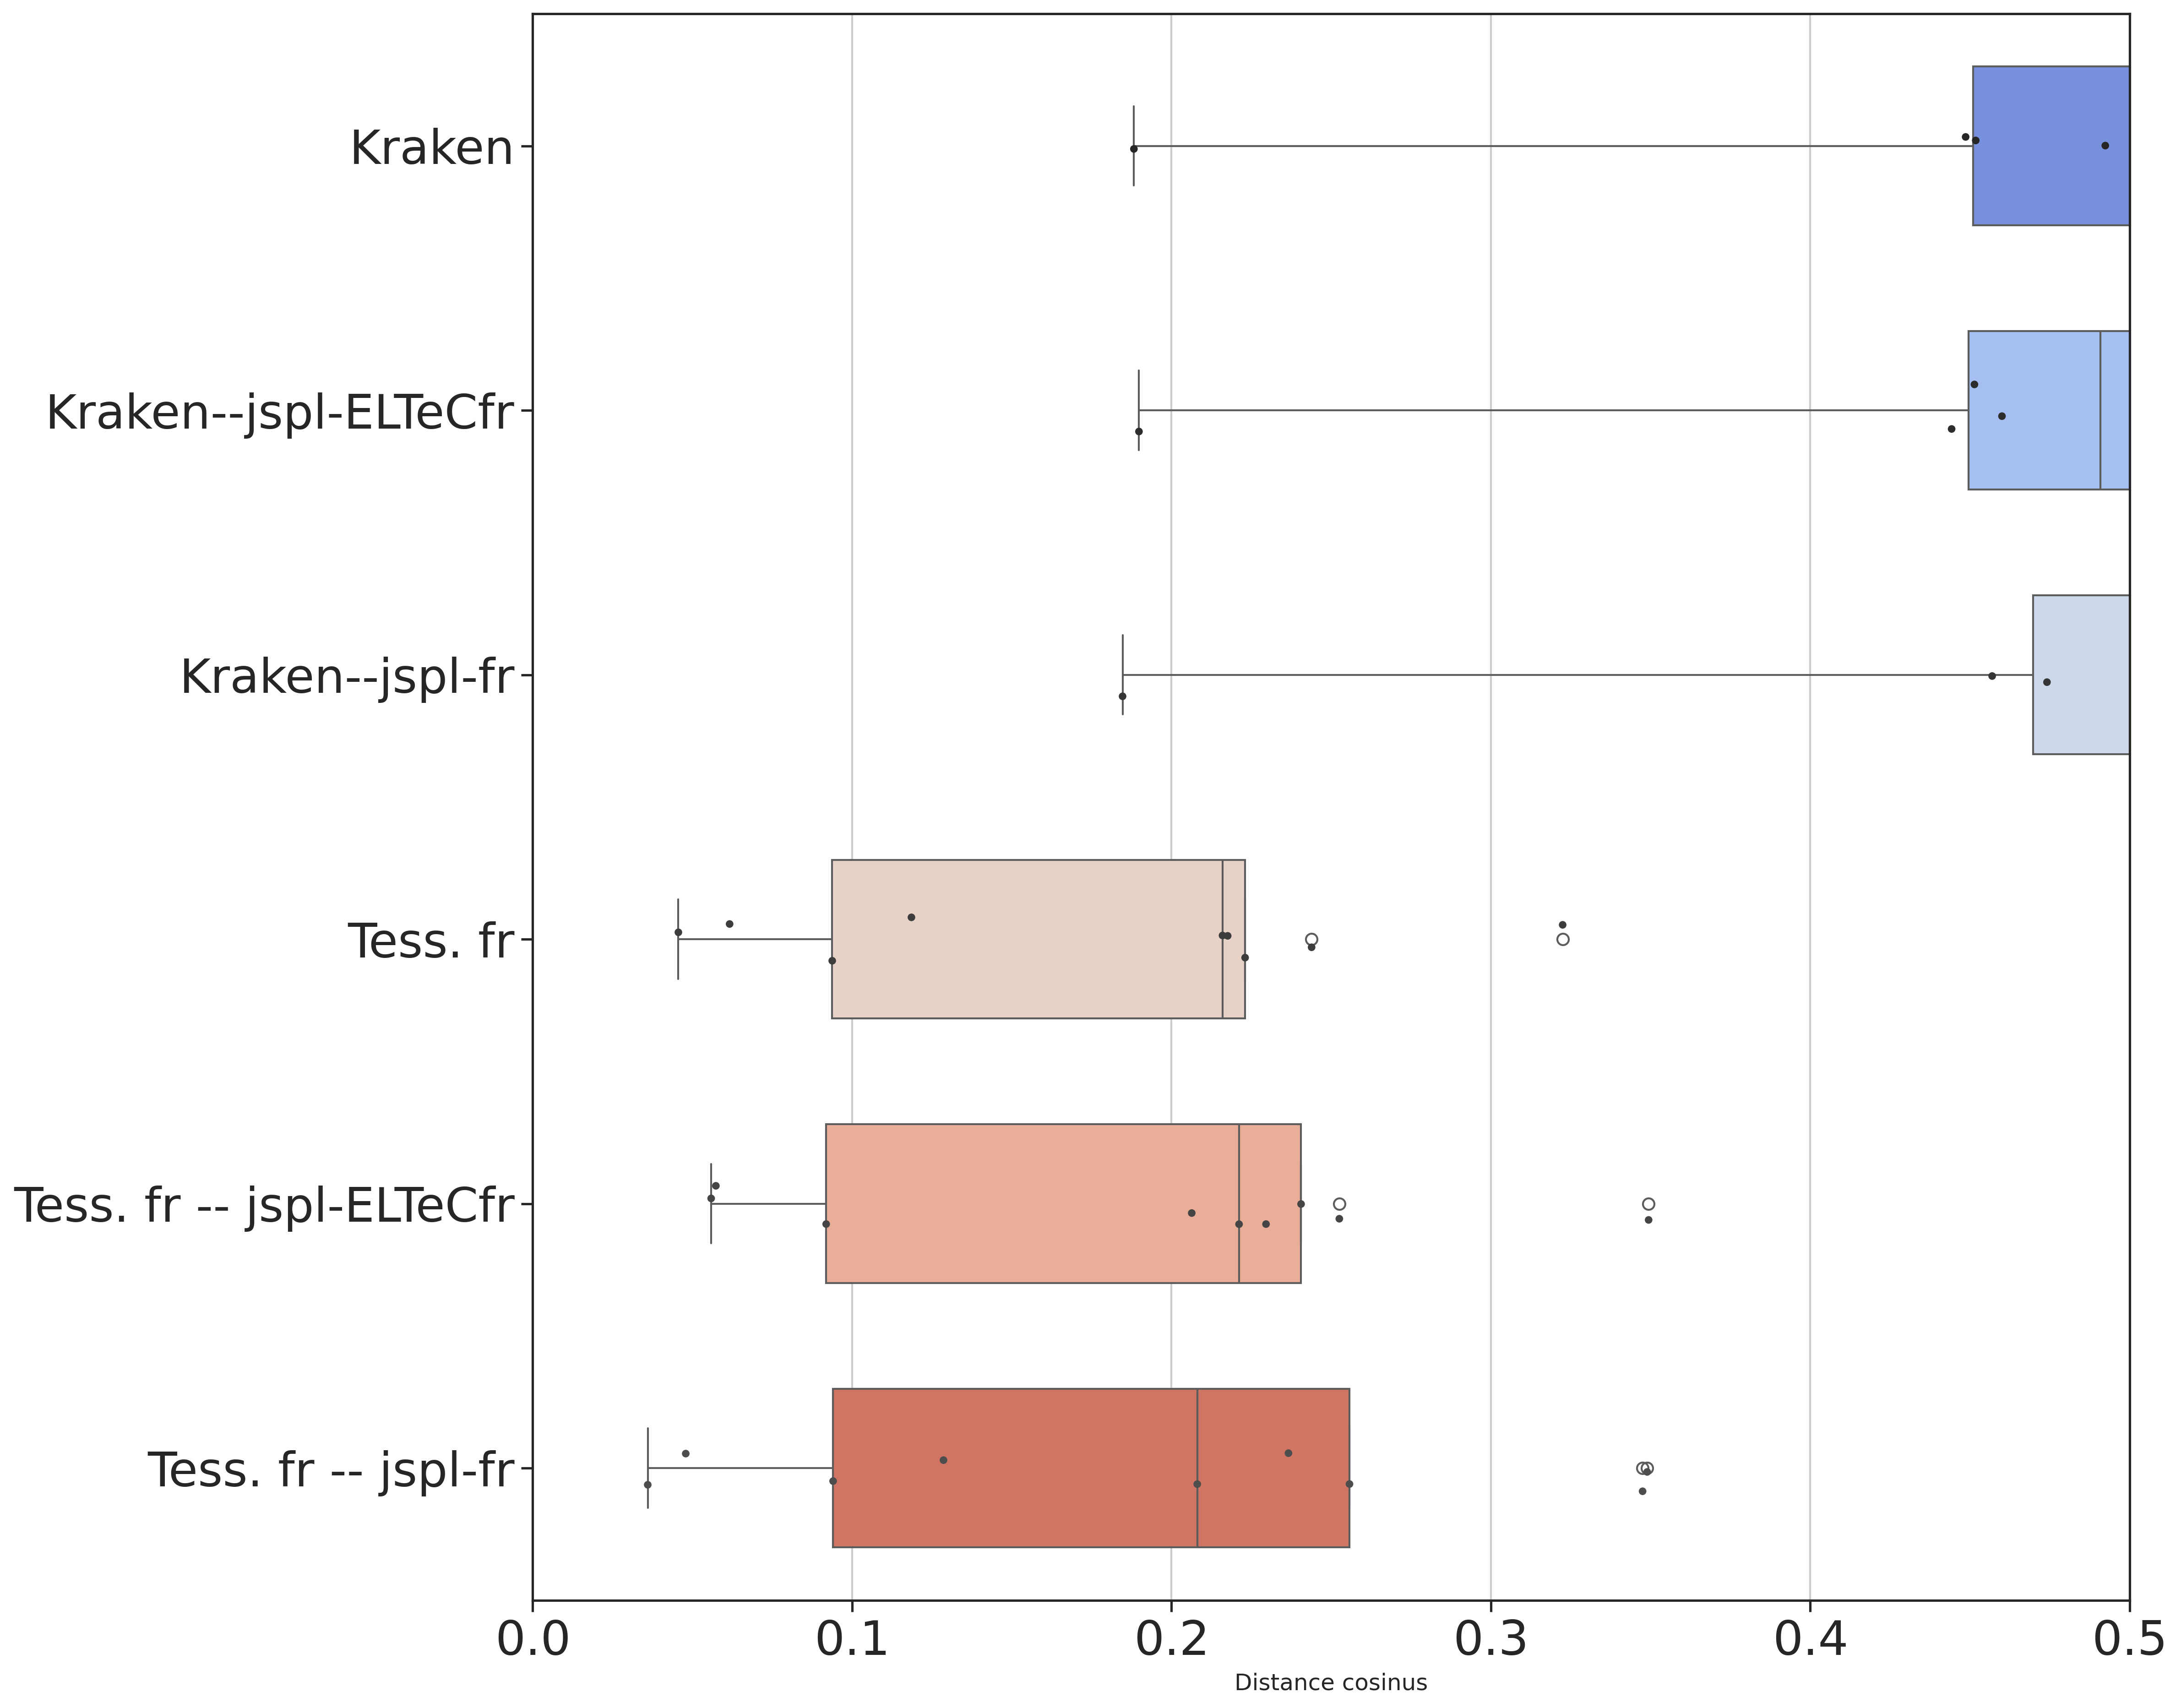 Kraken
Kraken--jspl-ELTeCfr
Kraken--jspl-fr
Tess. fr
Tess. fr -- jspl-ELTeCfr
Tess. fr -- jspl-fr
0.0 0.1 0.2 0.3 0.4 0.5
Distance cosinus